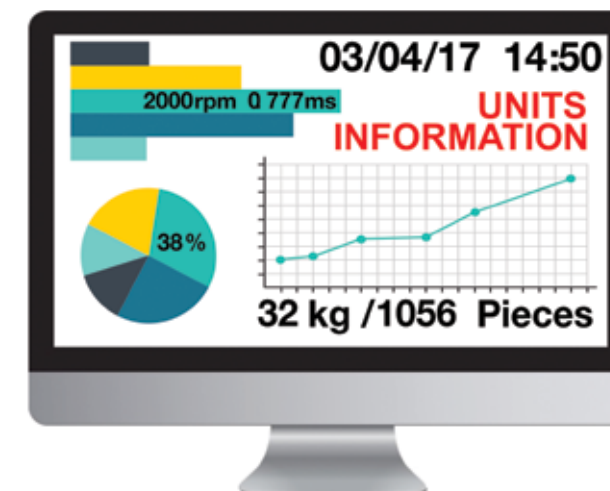 03/04/17 14:50
2000rpm 0.777ms
UNITS
INFORMATION
38%
32 kg /1056 Pieces